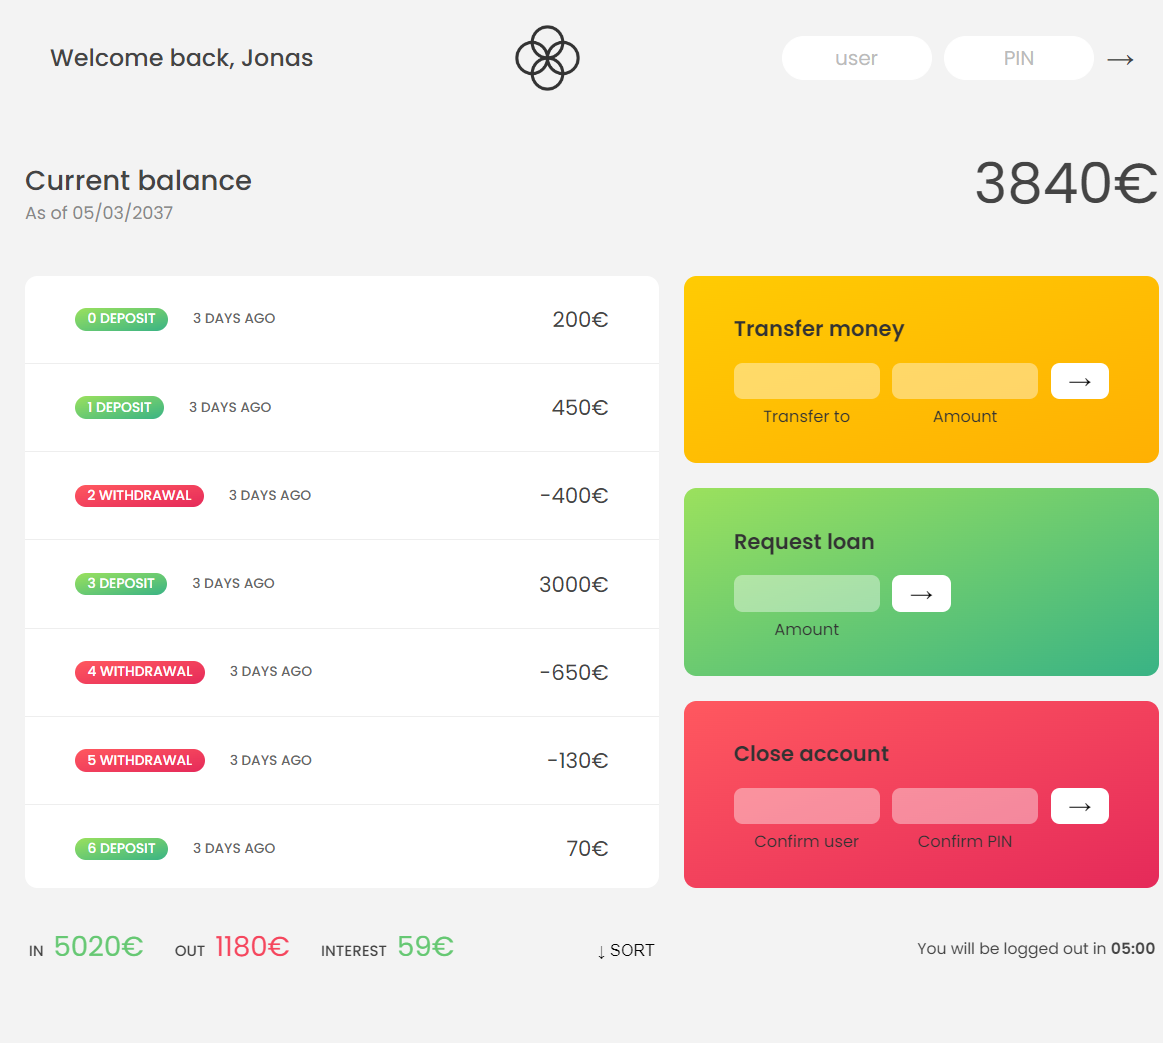 Welcome back, Jonas
user
PIN
→
Current balance
As of 05/03/2037
3840€
0 DEPOSIT 3 DAYS AGO 200€
1 DEPOSIT 3 DAYS AGO 450€
2 WITHDRAWAL 3 DAYS AGO -400€
3 DEPOSIT 3 DAYS AGO 3000€
4 WITHDRAWAL 3 DAYS AGO -650€
5 WITHDRAWAL 3 DAYS AGO -130€
6 DEPOSIT 3 DAYS AGO 70€
Transfer money
→
Transfer to Amount
Request loan
→
Amount
Close account
→
Confirm user Confirm PIN
IN 5020€ OUT 1180€ INTEREST 59€ ↓ SORT
You will be logged out in 05:00